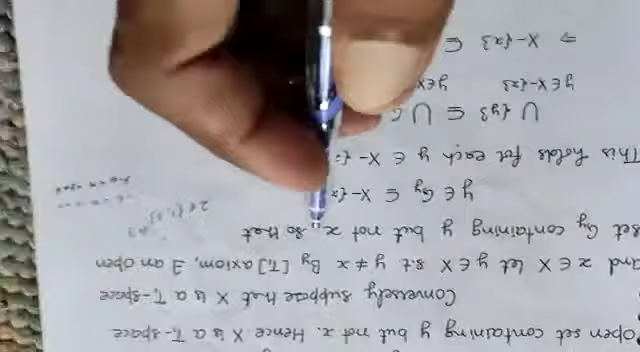 Open set containing y but not x. Hence X is a T₁-space
Conversely suppose that X is a T₁-space
and x ∈ X let y ∈ X s.t. y ≠ x By [T₁] axiom, ∃ an open
set Gy containing y but not x, so that
y ∈ Gy ⊆ X-{x
This holds for each y ∈ X-{
∪ {y} ⊆ ∪
y∈X-{x} y∈X
⇒ X-{x} ⊆